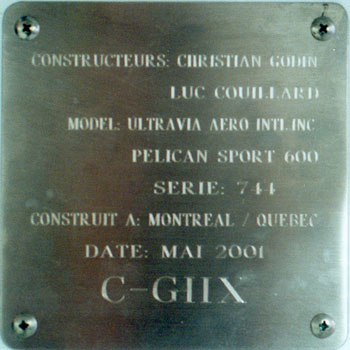 CONSTRUCTEURS: CHRISTIAN GODIN
LUC COUILLARD
MODEL: ULTRAVIA AERO INTL.INC
PELICAN SPORT 600
SERIE: 744
CONSTRUIT A: MONTREAL / QUEBEC
DATE: MAI 2001
C-GIIX